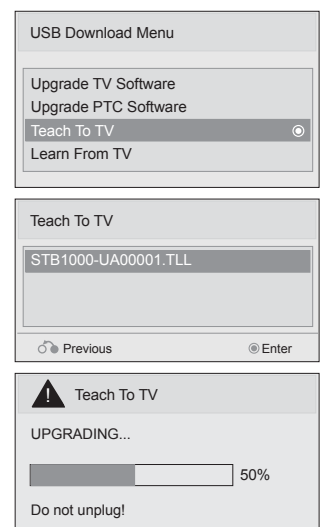 USB Download Menu
Upgrade TV Software
Upgrade PTC Software
Teach To TV
Learn From TV
Teach To TV
STB1000-UA00001.TLL
Previous
Enter
Teach To TV
UPGRADING...
50%
Do not unplug!